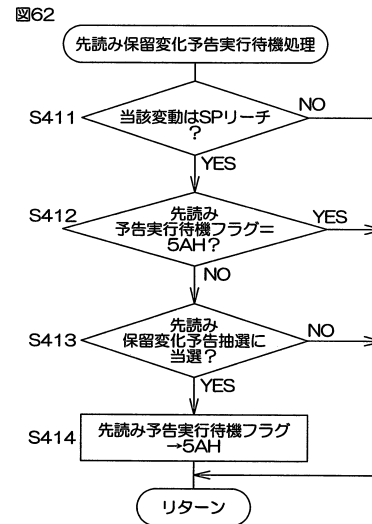 図62
先読み保留変化予告実行待機処理
S411
当該変動はSPリーチ
?
NO
YES
S412
先読み
予告実行待機フラグ=
5AH?
YES
NO
S413
先読み
保留変化予告抽選に
当選?
NO
YES
S414
先読み予告実行待機フラグ
→5AH
リターン